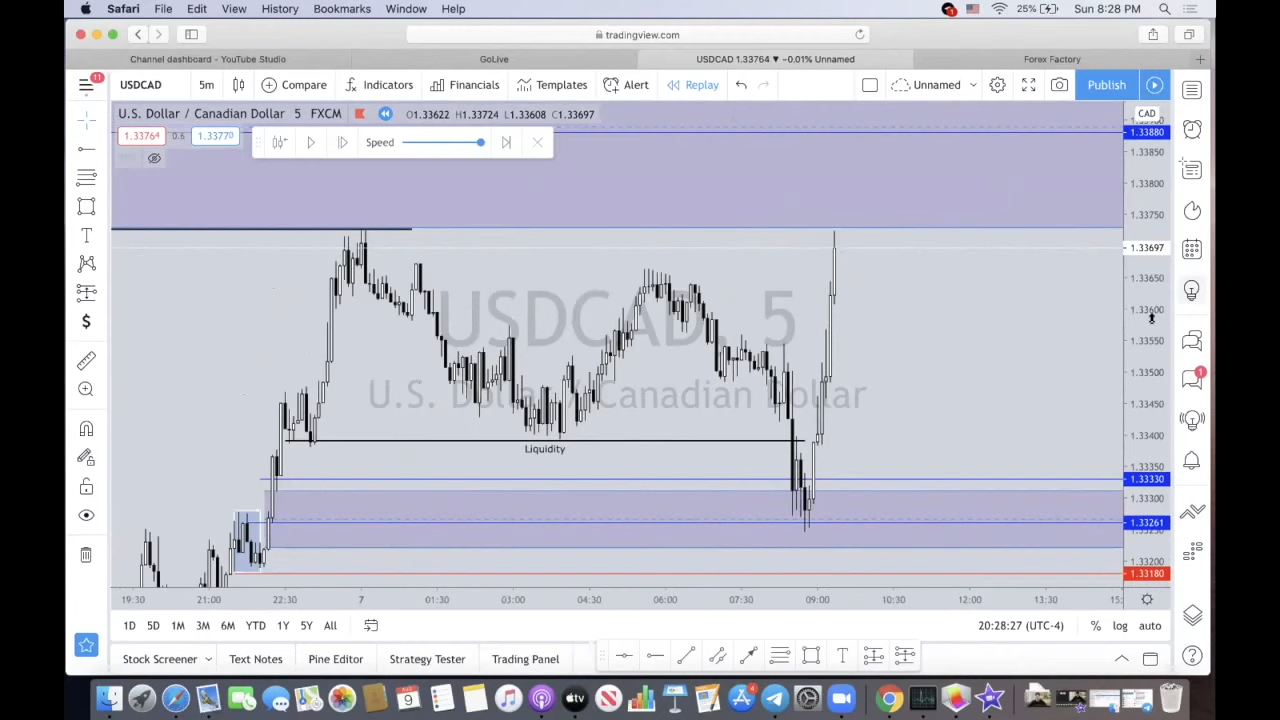 Safari File Edit View History Bookmarks Window Help 25% Sun 8:28 PM
tradingview.com
Channel dashboard - YouTube Studio GoLive USDCAD 1.33764 ▼ −0.01% Unnamed Forex Factory
11 USDCAD 5m Compare Indicators Financials Templates Alert Replay Unnamed Publish
U.S. Dollar / Canadian Dollar 5 FXCM O1.33622 H1.33724 L1.33608 C1.33697 CAD
1.33880
1.33764 0.6 1.33770 Speed
1.33850
1.33800
1.33750
1.33697
1.33650
1.33600
USDCAD, 5
1.33550
1.33500
U.S. Dollar / Canadian Dollar
1.33450
1.33400
Liquidity
1.33350
1.33330
1.33300
1.33261
1.33200
1.33180
19:30 21:00 22:30 7 01:30 03:00 04:30 06:00 07:30 09:00 10:30 12:00 13:30 15:
1D 5D 1M 3M 6M YTD 1Y 5Y All 20:28:27 (UTC-4) % log auto
Stock Screener Text Notes Pine Editor Strategy Tester Trading Panel